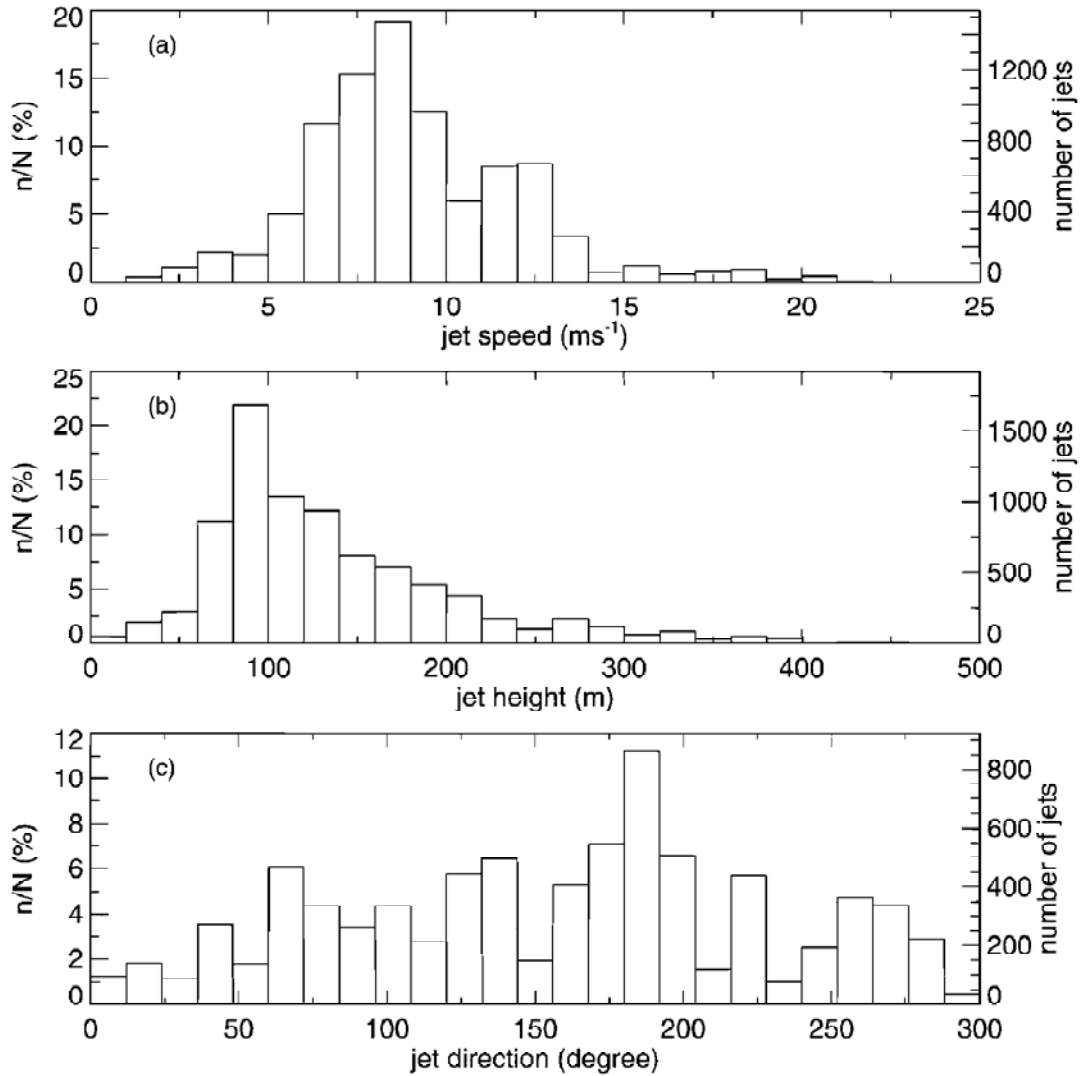 20
15
10
5
0
n/N (%)
(a)
1200
800
400
0
number of jets
0 5 10 15 20 25
jet speed (ms-1)
25
20
15
10
5
0
n/N (%)
(b)
1500
1000
500
0
number of jets
0 100 200 300 400 500
jet height (m)
12
10
8
6
4
2
0
n/N (%)
(c)
800
600
400
200
0
number of jets
0 50 100 150 200 250 300
jet direction (degree)